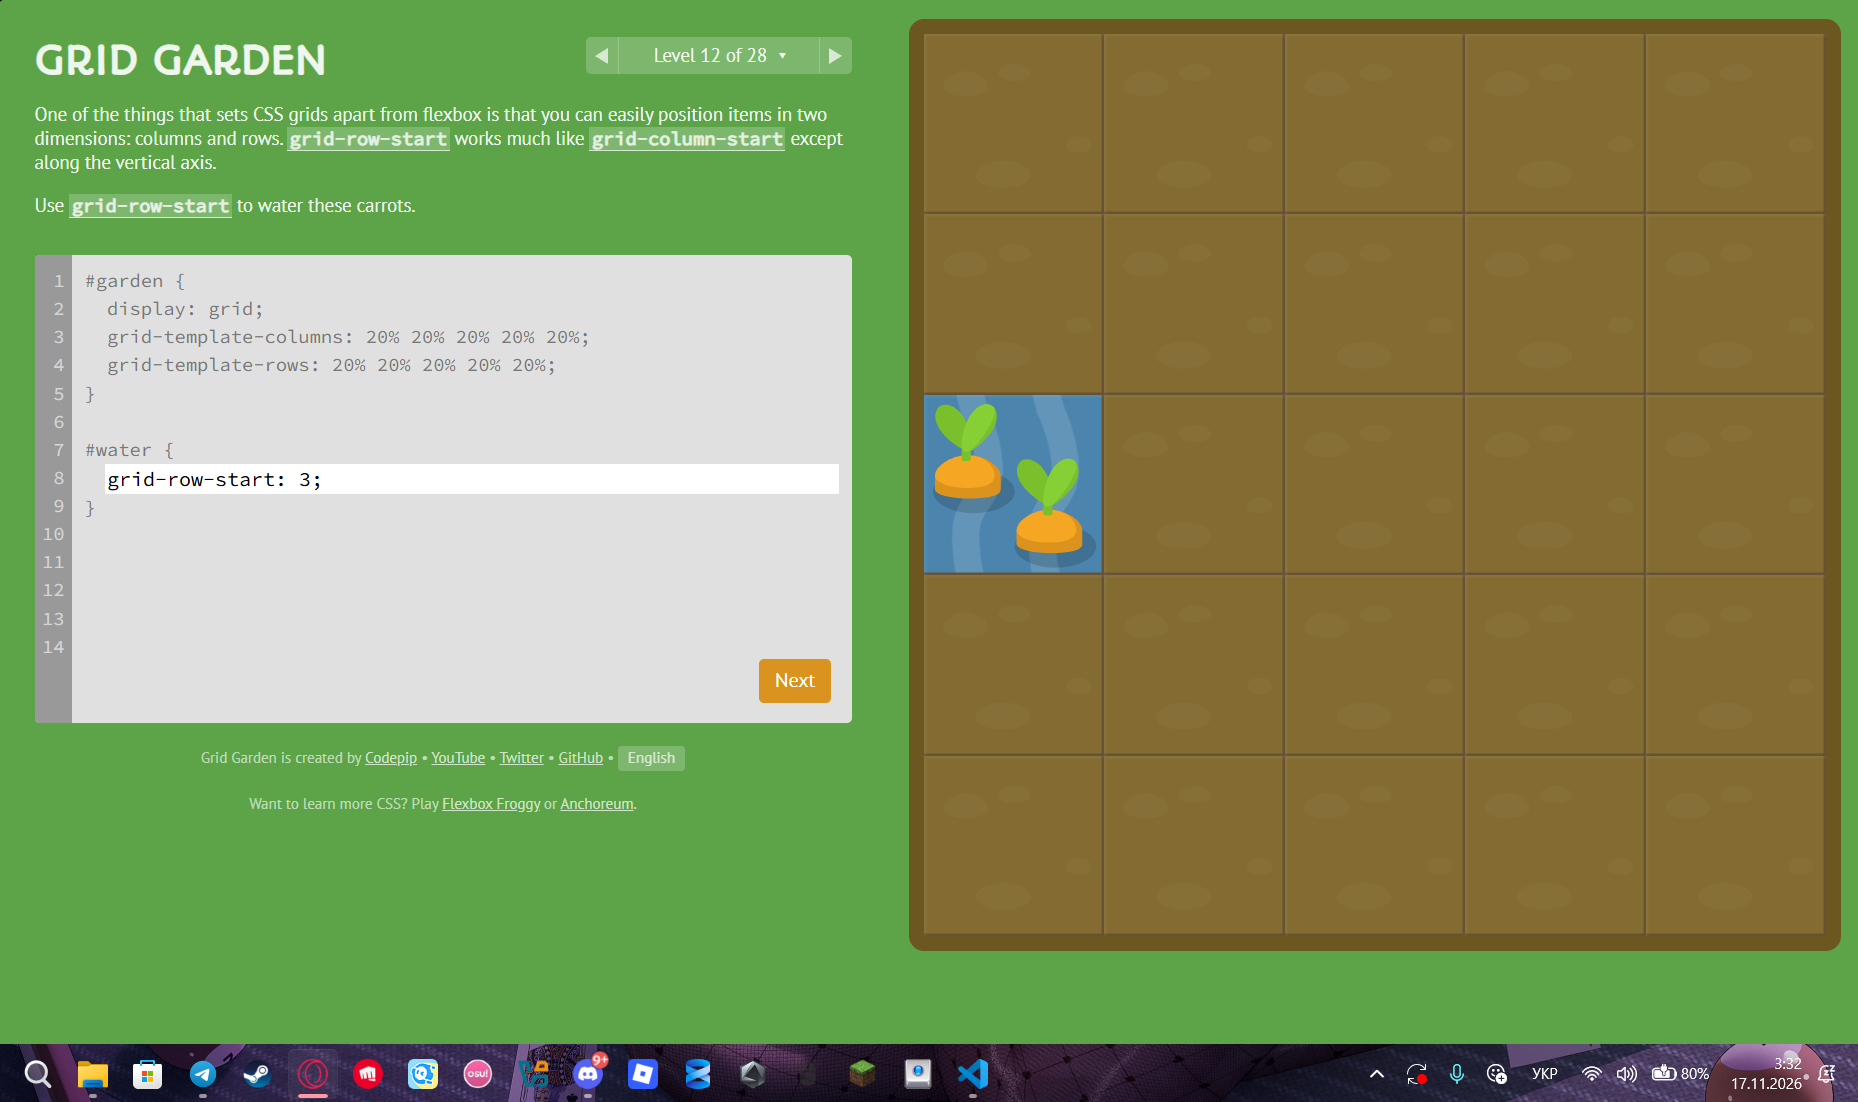 GRID GARDEN
◀ Level 12 of 28 ▾ ▶
One of the things that sets CSS grids apart from flexbox is that you can easily position items in two
dimensions: columns and rows. grid-row-start works much like grid-column-start except
along the vertical axis.
Use grid-row-start to water these carrots.
1 #garden {
2 display: grid;
3 grid-template-columns: 20% 20% 20% 20% 20%;
4 grid-template-rows: 20% 20% 20% 20% 20%;
5 }
6
7 #water {
8 grid-row-start: 3;
9 }
10
11
12
13
14
Next
Grid Garden is created by Codepip • YouTube • Twitter • GitHub • English
Want to learn more CSS? Play Flexbox Froggy or Anchoreum.
osu!
9+
УКР
80%
3:32
17.11.2026